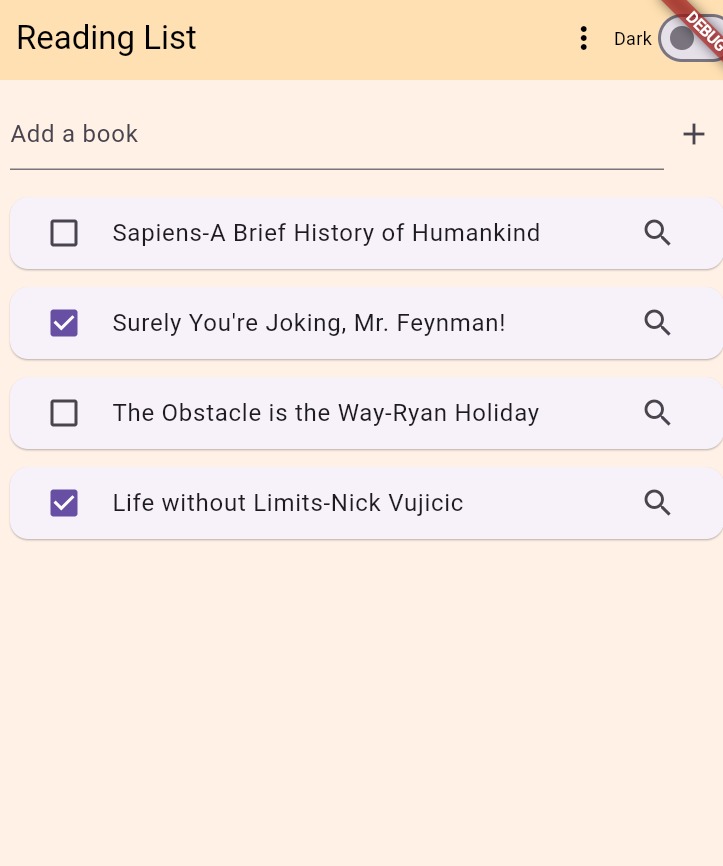 Reading List
Dark
DEBUG
Add a book
Sapiens-A Brief History of Humankind
Surely You're Joking, Mr. Feynman!
The Obstacle is the Way-Ryan Holiday
Life without Limits-Nick Vujicic